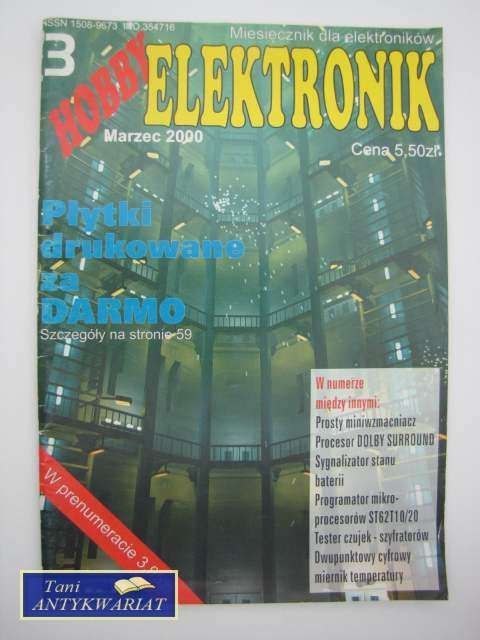 ISSN 1508-9673 IND.354716
Miesięcznik dla elektroników
3
HOBBY
ELEKTRONIK
Marzec 2000
Cena 5,50zł
Płytki
drukowane
za
DARMO
Szczegóły na stronie 59
W numerze
między innymi:
Prosty miniwzmacniacz
Procesor DOLBY SURROUND
Sygnalizator stanu
baterii
Programator mikro-
procesorów ST62T10/20
Tester czujek - szyfratorów
Dwupunktowy cyfrowy
miernik temperatury
W prenumeracie 3,
Tani
ANTYKWARIAT